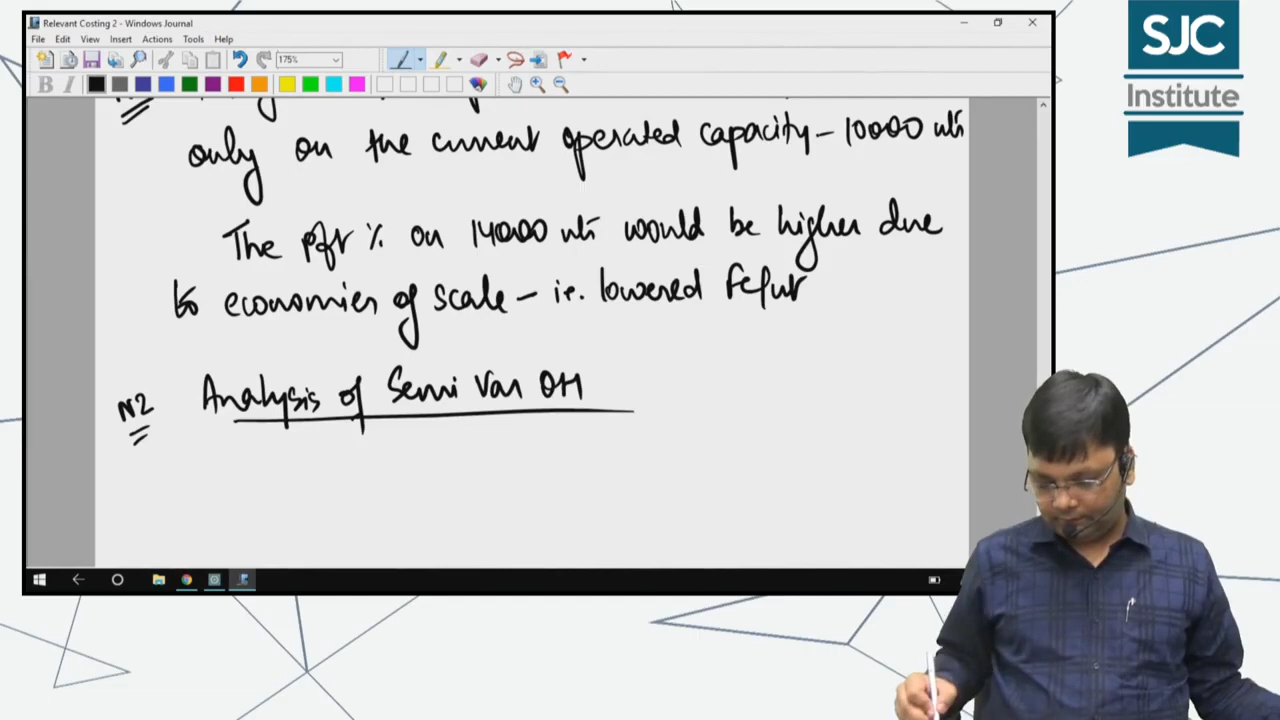 Relevant Costing 2 - Windows Journal
File Edit View Insert Actions Tools Help
175%
B I
only on the current operated capacity - 10000 uts
The pft % on 14000 uts would be higher due
to economies of scale - i.e. lowered
N2 Analysis of Semi Var OH
SJC
Institute